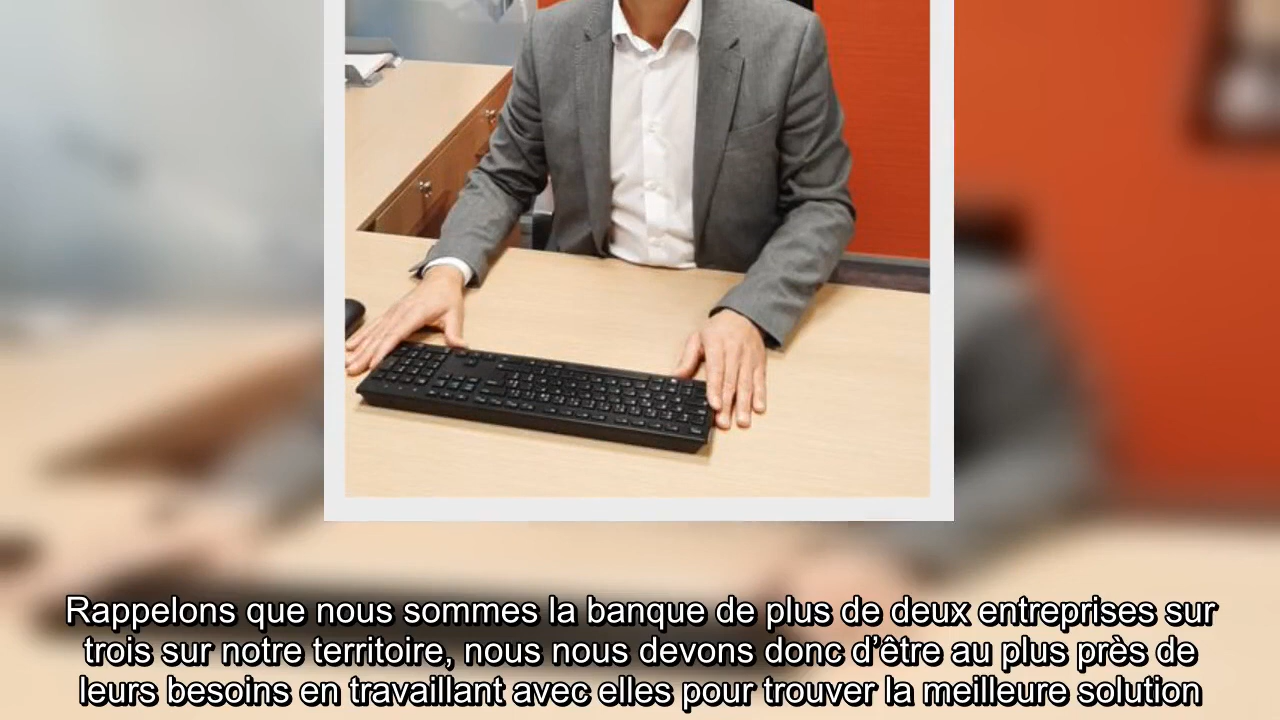 Rappelons que nous sommes la banque de plus de deux entreprises sur
trois sur notre territoire, nous nous devons donc d’être au plus près de
leurs besoins en travaillant avec elles pour trouver la meilleure solution